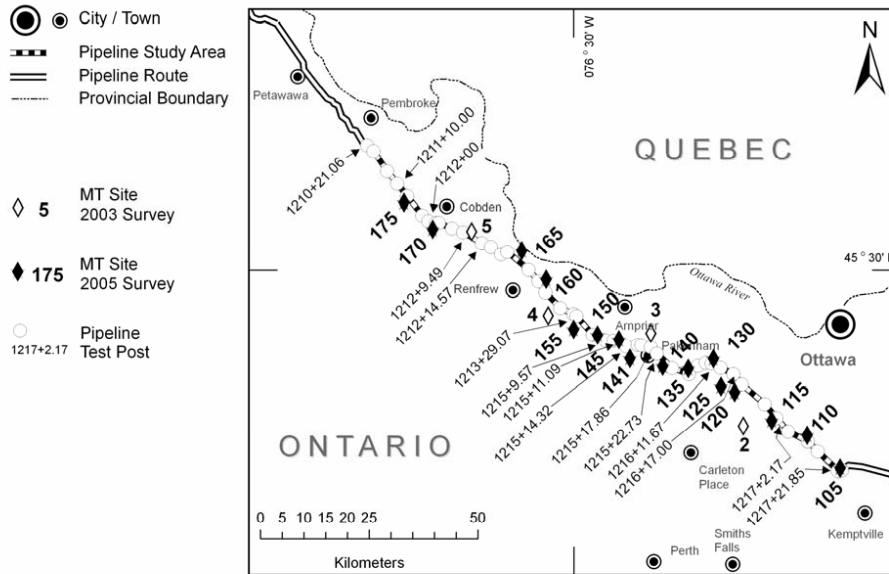 City / Town
Pipeline Study Area
Pipeline Route
Provincial Boundary
5
MT Site
2003 Survey
175
MT Site
2005 Survey
1217+2.17
Pipeline
Test Post
076° 30' W
N
Petawawa
Pembroke
QUEBEC
1210+21.06
1211+10.00
1212+00
Cobden
175
170
5
165
1212+9.49
1212+14.57
Renfrew
160
45° 30' N
Ottawa River
4
150
3
Arnprior
155
145
1213+29.07
Pakenham
141
140
130
Ottawa
1215+9.57
1215+11.09
1215+14.32
135
125
120
115
110
1215+17.86
1215+22.73
1216+11.67
1216+17.00
2
ONTARIO
Carleton
Place
1217+2.17
1217+21.85
105
0 5 10 15 20 25 50
Kilometers
Perth
Smiths
Falls
Kemptville